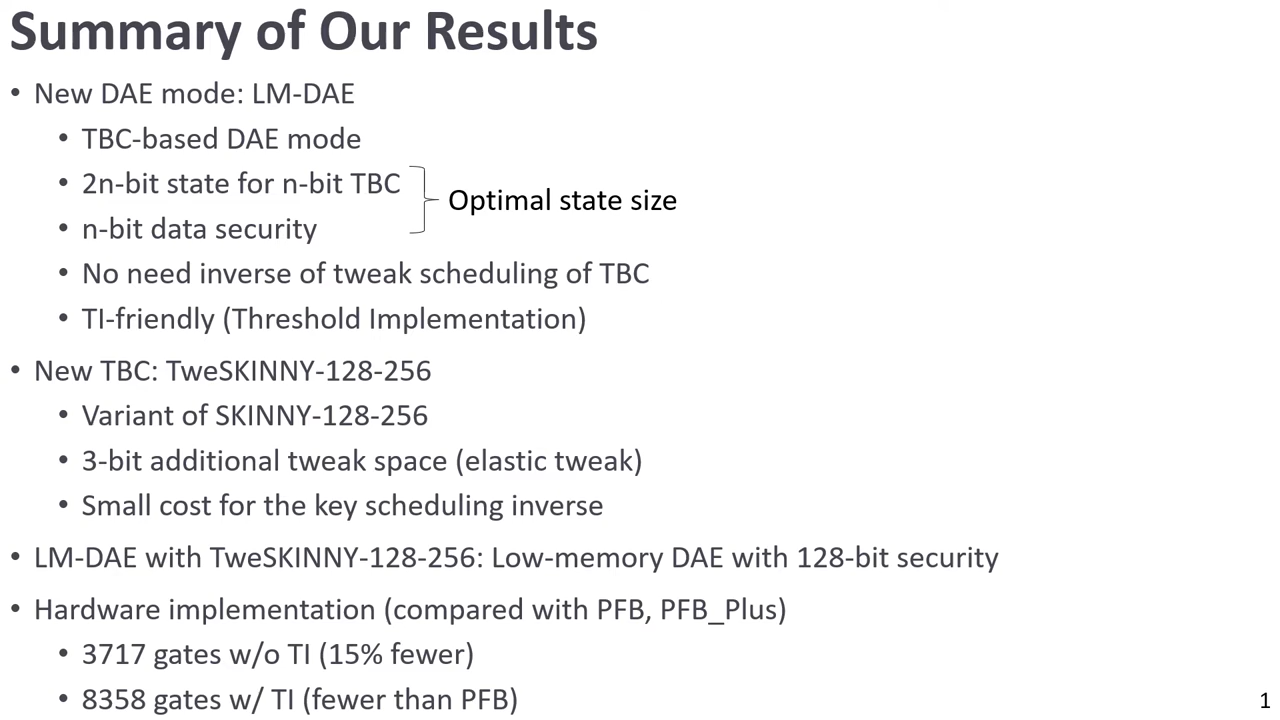 Summary of Our Results
• New DAE mode: LM-DAE
• TBC-based DAE mode
• 2n-bit state for n-bit TBC
Optimal state size
• n-bit data security
• No need inverse of tweak scheduling of TBC
• TI-friendly (Threshold Implementation)
• New TBC: TweSKINNY-128-256
• Variant of SKINNY-128-256
• 3-bit additional tweak space (elastic tweak)
• Small cost for the key scheduling inverse
• LM-DAE with TweSKINNY-128-256: Low-memory DAE with 128-bit security
• Hardware implementation (compared with PFB, PFB_Plus)
• 3717 gates w/o TI (15% fewer)
• 8358 gates w/ TI (fewer than PFB)
1